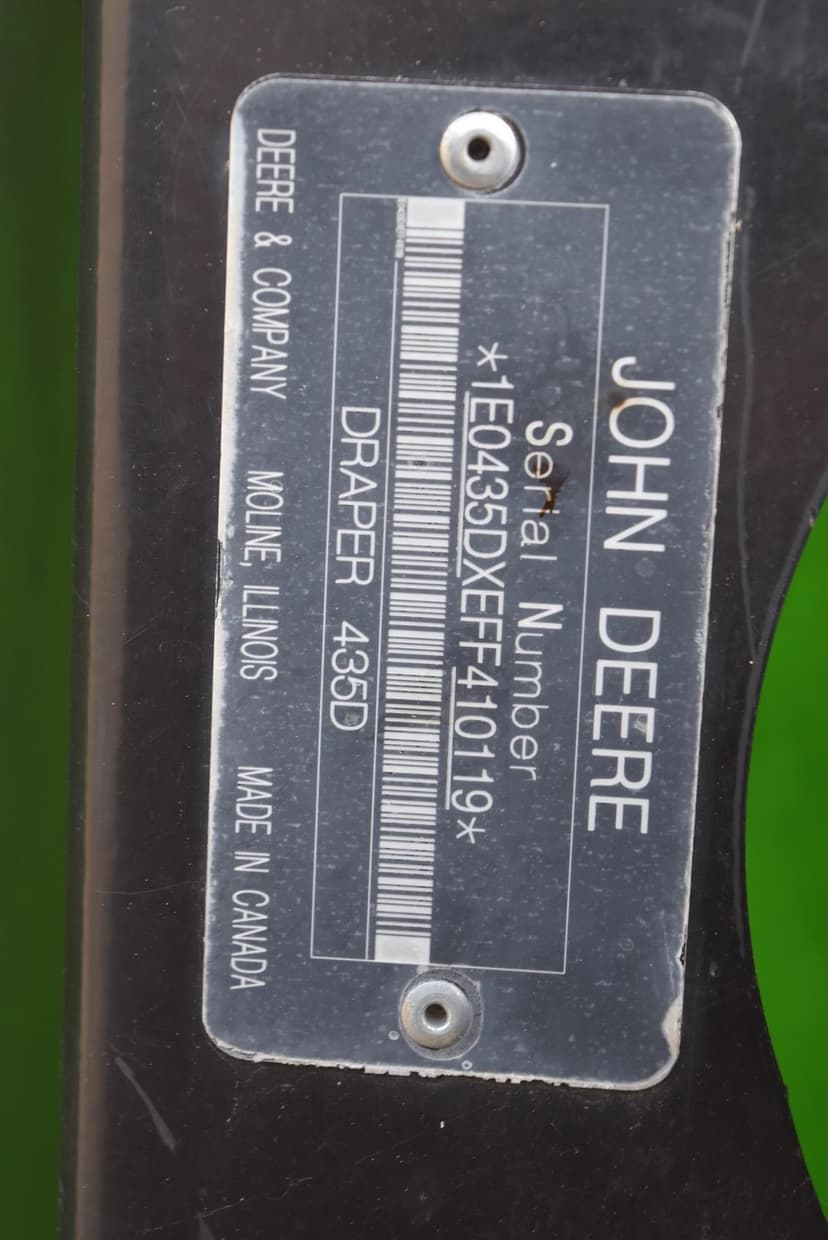 JOHN DEERE
Serial Number
*1E0435DXEFF410119*
DRAPER 435D
DEERE & COMPANY MOLINE, ILLINOIS MADE IN CANADA